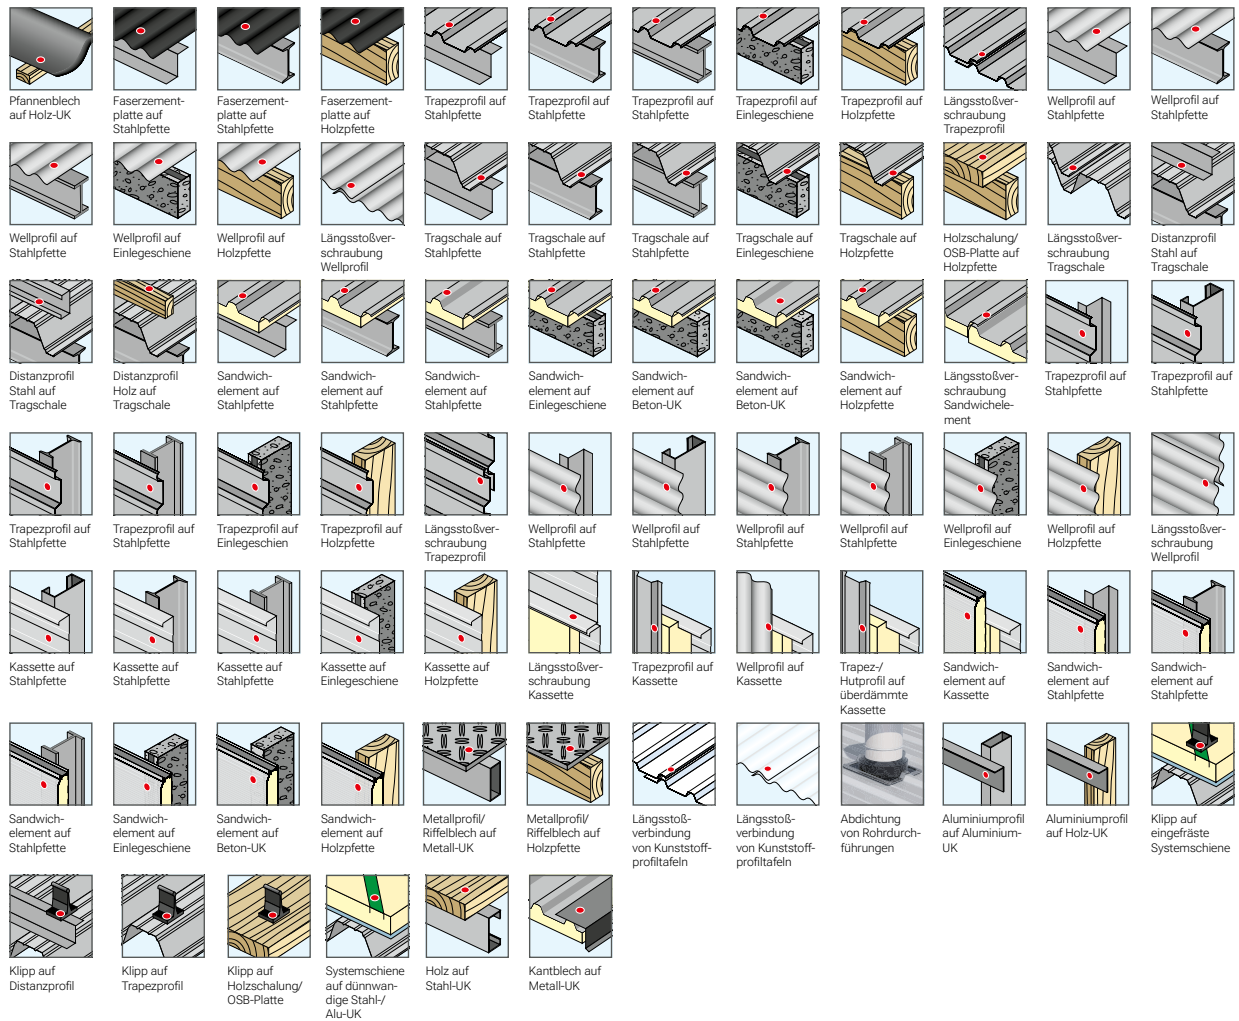 Pfannenblech
auf Holz-UK
Faserzement-
platte auf
Stahlpfette
Faserzement-
platte auf
Stahlpfette
Faserzement-
platte auf
Holzpfette
Trapezprofil auf
Stahlpfette
Trapezprofil auf
Stahlpfette
Trapezprofil auf
Stahlpfette
Trapezprofil auf
Einlegeschiene
Trapezprofil auf
Holzpfette
Längsstoßver-
schraubung
Trapezprofil
Wellprofil auf
Stahlpfette
Wellprofil auf
Stahlpfette
Wellprofil auf
Stahlpfette
Wellprofil auf
Einlegeschiene
Wellprofil auf
Holzpfette
Längsstoßver-
schraubung
Wellprofil
Tragschale auf
Stahlpfette
Tragschale auf
Stahlpfette
Tragschale auf
Stahlpfette
Tragschale auf
Einlegeschiene
Tragschale auf
Holzpfette
Holzschalung/
OSB-Platte auf
Holzpfette
Längsstoßver-
schraubung
Tragschale
Distanzprofil
Stahl auf
Tragschale
Distanzprofil
Stahl auf
Tragschale
Distanzprofil
Holz auf
Tragschale
Sandwich-
element auf
Stahlpfette
Sandwich-
element auf
Stahlpfette
Sandwich-
element auf
Stahlpfette
Sandwich-
element auf
Einlegeschiene
Sandwich-
element auf
Beton-UK
Sandwich-
element auf
Beton-UK
Sandwich-
element auf
Holzpfette
Längsstoßver-
schraubung
Sandwichele-
ment
Trapezprofil auf
Stahlpfette
Trapezprofil auf
Stahlpfette
Trapezprofil auf
Stahlpfette
Trapezprofil auf
Stahlpfette
Trapezprofil auf
Einlegeschien
Trapezprofil auf
Holzpfette
Längsstoßver-
schraubung
Trapezprofil
Wellprofil auf
Stahlpfette
Wellprofil auf
Stahlpfette
Wellprofil auf
Stahlpfette
Wellprofil auf
Stahlpfette
Wellprofil auf
Einlegeschiene
Wellprofil auf
Holzpfette
Längsstoßver-
schraubung
Wellprofil
Kassette auf
Stahlpfette
Kassette auf
Stahlpfette
Kassette auf
Stahlpfette
Kassette auf
Einlegeschiene
Kassette auf
Holzpfette
Längsstoßver-
schraubung
Kassette
Trapezprofil auf
Kassette
Wellprofil auf
Kassette
Trapez-/
Hutprofil auf
überdämmte
Kassette
Sandwich-
element auf
Kassette
Sandwich-
element auf
Stahlpfette
Sandwich-
element auf
Stahlpfette
Sandwich-
element auf
Stahlpfette
Sandwich-
element auf
Einlegeschiene
Sandwich-
element auf
Beton-UK
Sandwich-
element auf
Holzpfette
Metallprofil/
Riffelblech auf
Metall-UK
Metallprofil/
Riffelblech auf
Holzpfette
Längsstoß-
verbindung
von Kunststoff-
profiltafeln
Längsstoß-
verbindung
von Kunststoff-
profiltafeln
Abdichtung
von Rohrdurch-
führungen
Aluminiumprofil
auf Aluminium-
UK
Aluminiumprofil
auf Holz-UK
Klipp auf
eingefräste
Systemschiene
Klipp auf
Distanzprofil
Klipp auf
Trapezprofil
Klipp auf
Holzschalung/
OSB-Platte
Systemschiene
auf dünnwan-
dige Stahl-/
Alu-UK
Holz auf
Stahl-UK
Kantblech auf
Metall-UK